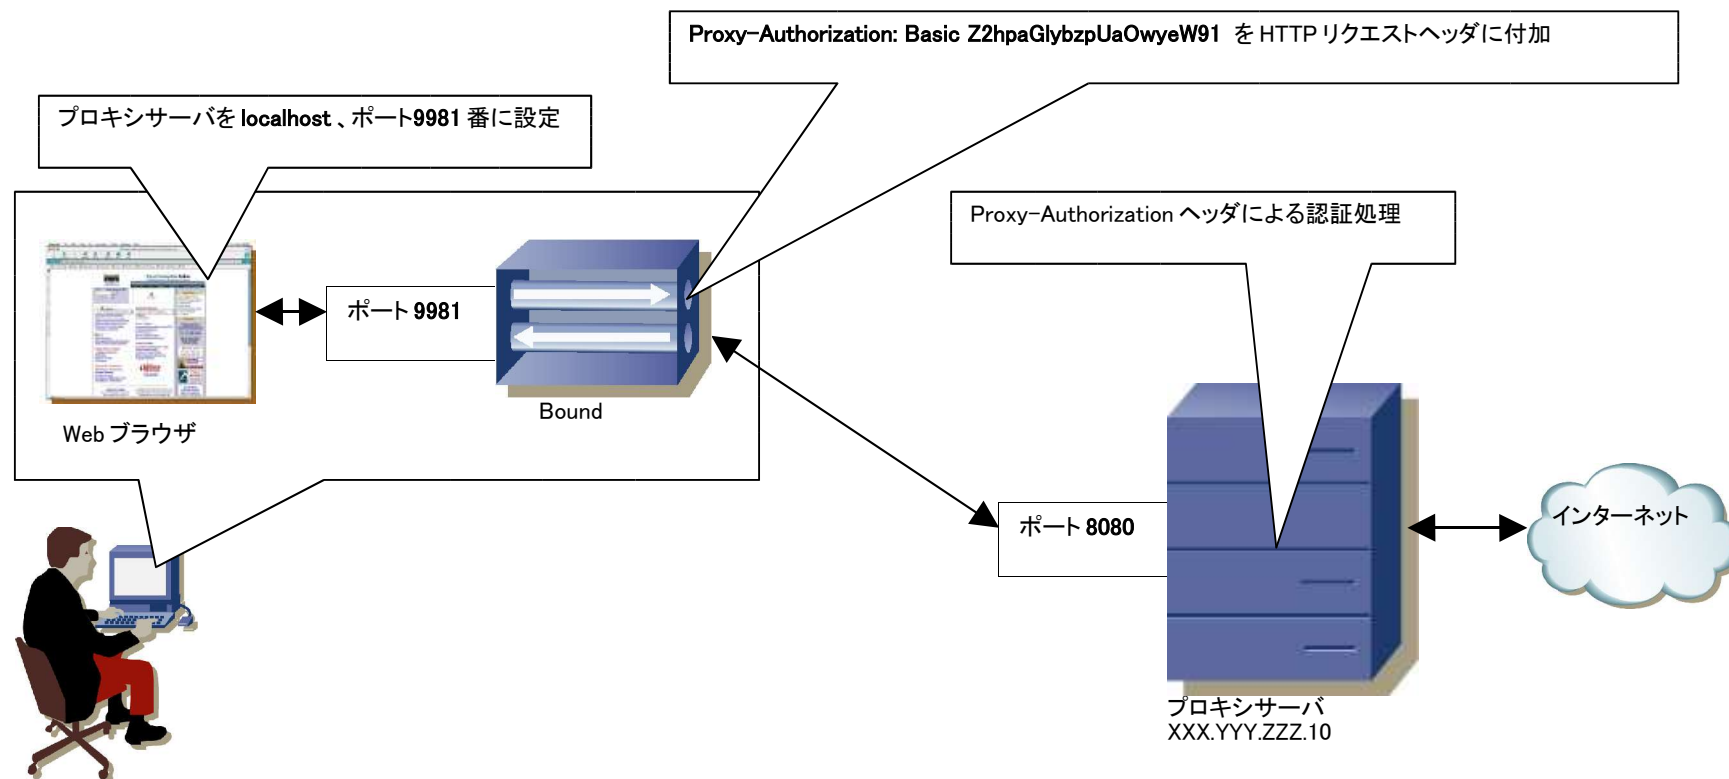 Proxy-Authorization: Basic Z2hpaGlybzpUaOwyeW91 をHTTPリクエストヘッダに付加
プロキシサーバを localhost 、ポート9981 番に設定
Proxy-Authorization ヘッダによる認証処理
ポート 9981
Bound
Web ブラウザ
ポート 8080
インターネット
プロキシサーバ
XXX.YYY.ZZZ.10